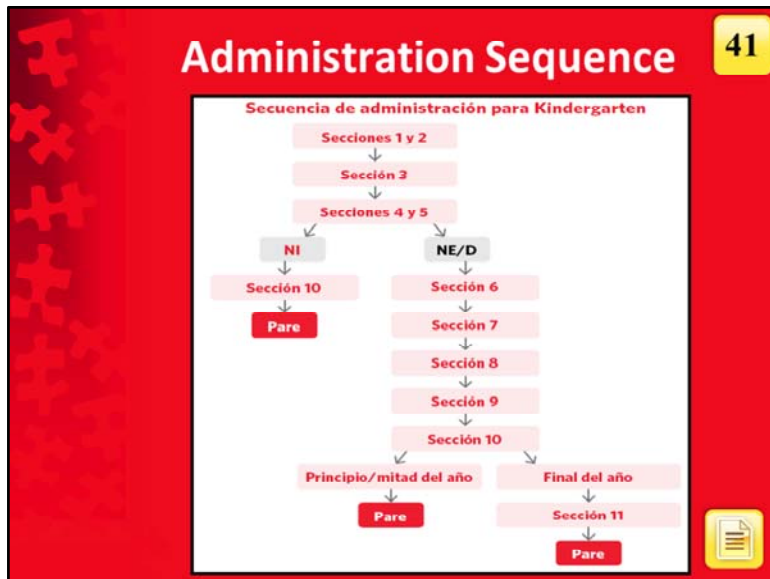 Administration Sequence
41
Secuencia de administración para Kindergarten
Secciones 1 y 2
Sección 3
Secciones 4 y 5
NI
NE/D
Sección 10
Sección 6
Pare
Sección 7
Sección 8
Sección 9
Sección 10
Principio/mitad del año
Final del año
Pare
Sección 11
Pare